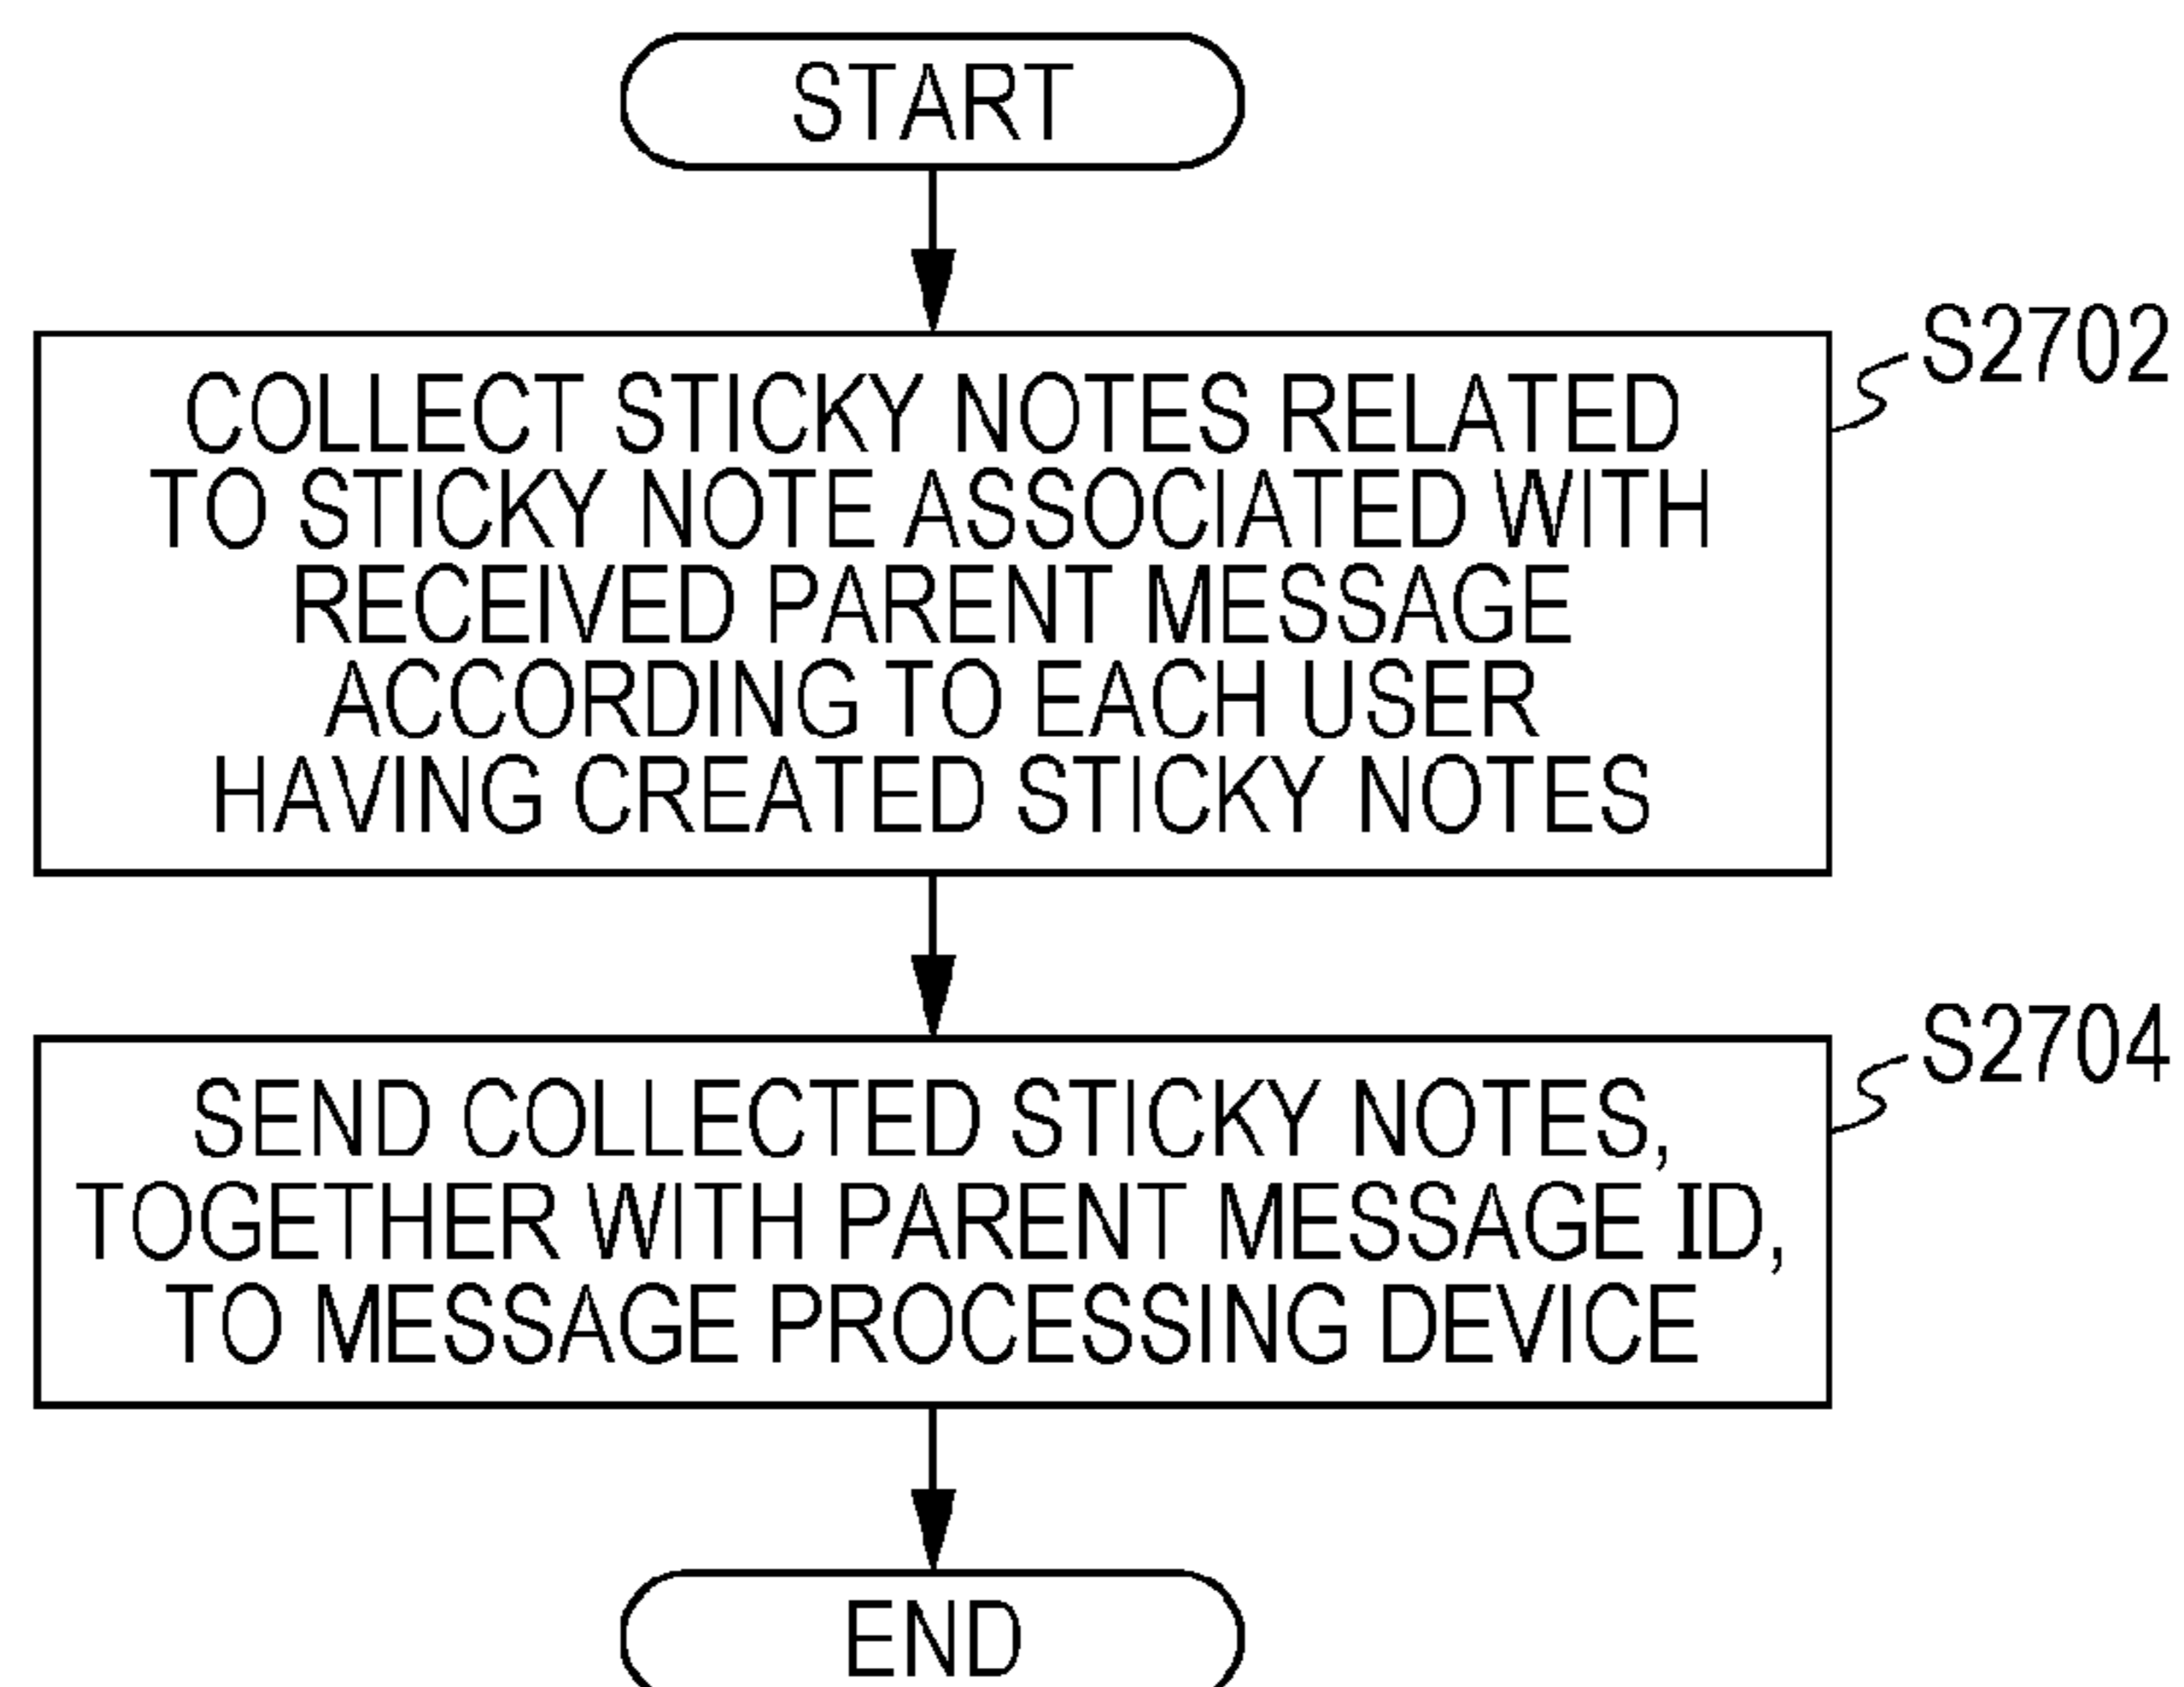 START
S2702
COLLECT STICKY NOTES RELATED
TO STICKY NOTE ASSOCIATED WITH
RECEIVED PARENT MESSAGE
ACCORDING TO EACH USER
HAVING CREATED STICKY NOTES
S2704
SEND COLLECTED STICKY NOTES,
TOGETHER WITH PARENT MESSAGE ID,
TO MESSAGE PROCESSING DEVICE
END